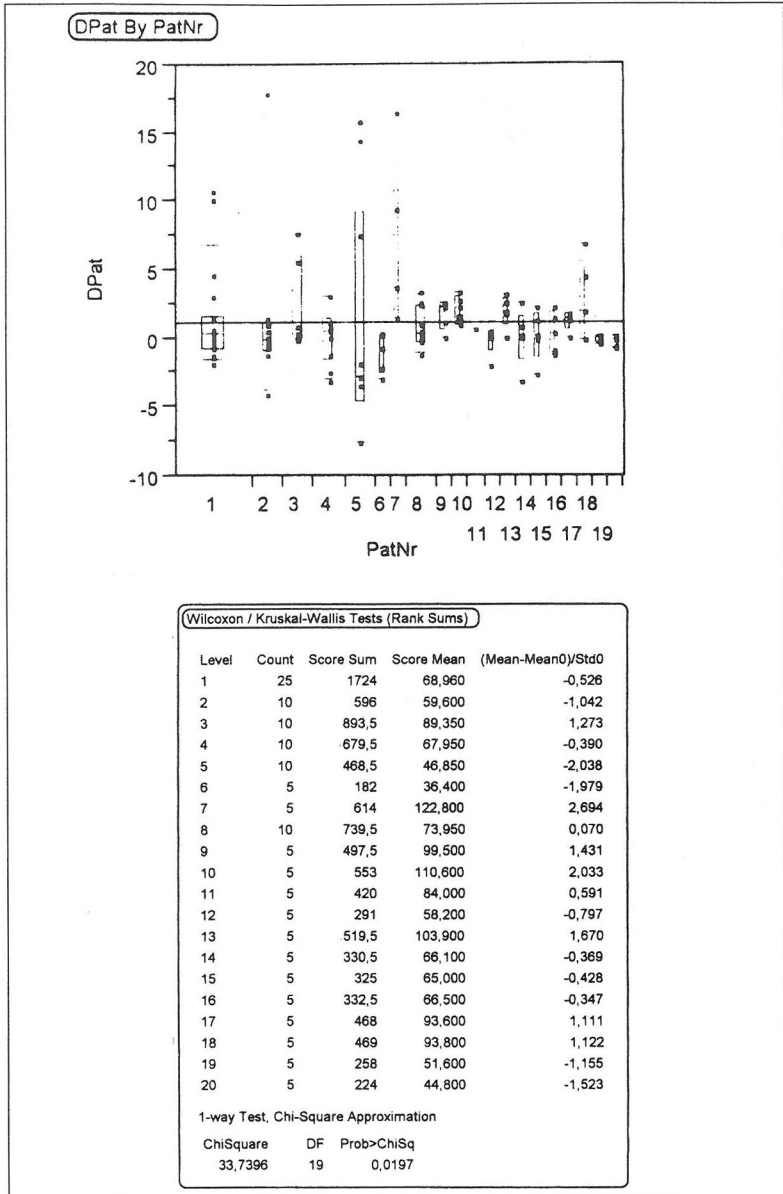 DPat By PatNr
20
15
10
5
0
-5
-10
DPat
1 2 3 4 5 6 7 8 9 10 12 14 16 18
11 13 15 17 19
PatNr
Wilcoxon / Kruskal-Wallis Tests (Rank Sums)
Level Count Score Sum Score Mean (Mean-Mean0)/Std0
1 25 1724 68,960 -0,526
2 10 596 59,600 -1,042
3 10 893,5 89,350 1,273
4 10 679,5 67,950 -0,390
5 10 468,5 46,850 -2,038
6 5 182 36,400 -1,979
7 5 614 122,800 2,694
8 10 739,5 73,950 0,070
9 5 497,5 99,500 1,431
10 5 553 110,600 2,033
11 5 420 84,000 0,591
12 5 291 58,200 -0,797
13 5 519,5 103,900 1,670
14 5 330,5 66,100 -0,369
15 5 325 65,000 -0,428
16 5 332,5 66,500 -0,347
17 5 468 93,600 1,111
18 5 469 93,800 1,122
19 5 258 51,600 -1,155
20 5 224 44,800 -1,523
1-way Test, Chi-Square Approximation
ChiSquare DF Prob>ChiSq
33,7396 19 0,0197